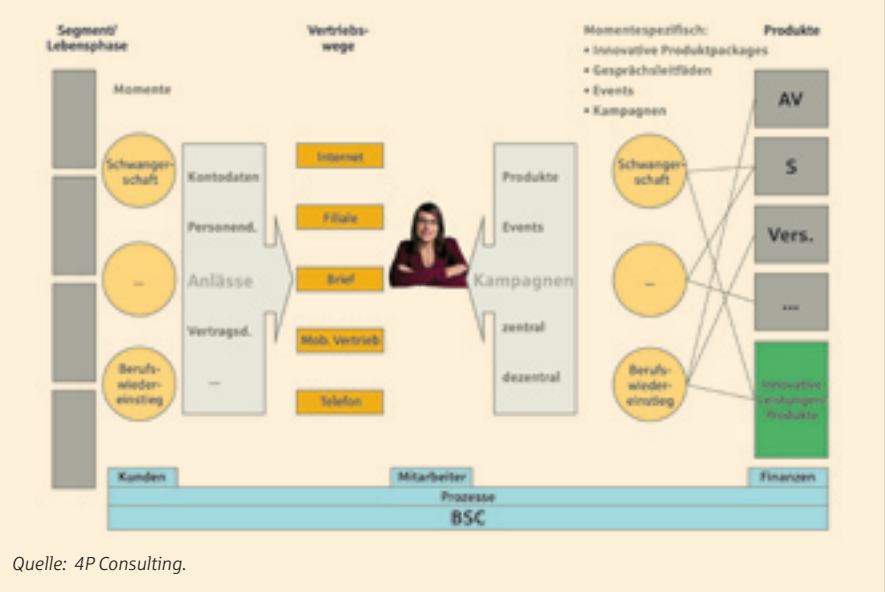 Segment/
Lebensphase
Vertriebs-
wege
Momentespezifisch:
• Innovative Produktpackages
• Gesprächsleitfäden
• Events
• Kampagnen
Produkte
Momente
Schwanger-
schaft
...
Berufs-
wieder-
einstieg
Kontodaten
Personend.
Anlässe
Vertragsd.
...
Internet
Filiale
Brief
Mob. Vertrieb
Telefon
Produkte
Events
Kampagnen
zentral
dezentral
Schwanger-
schaft
...
Berufs-
wieder-
einstieg
AV
S
Vers.
...
Innovative
Leistungen/
Produkte
Kunden
Mitarbeiter
Finanzen
Prozesse
BSC
Quelle: 4P Consulting.